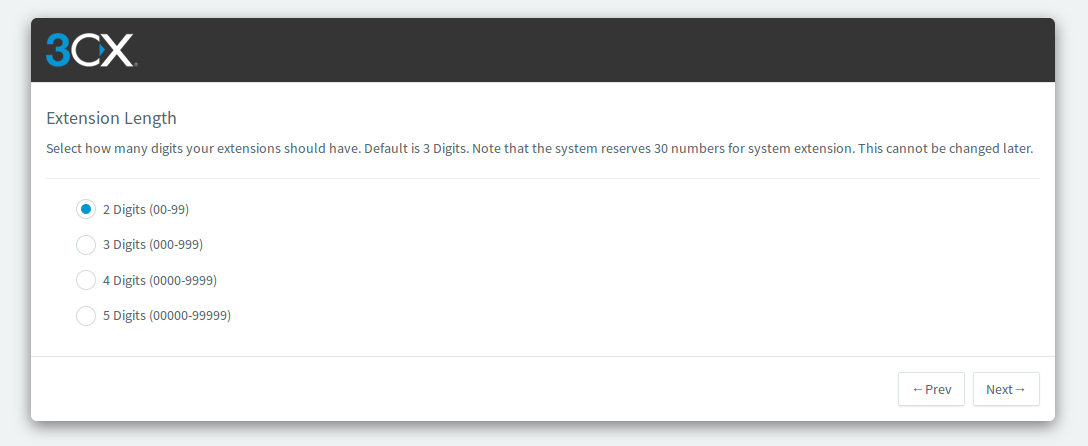 3CX
Extension Length
Select how many digits your extensions should have. Default is 3 Digits. Note that the system reserves 30 numbers for system extension. This cannot be changed later.
2 Digits (00-99)
3 Digits (000-999)
4 Digits (0000-9999)
5 Digits (00000-99999)
←Prev Next→